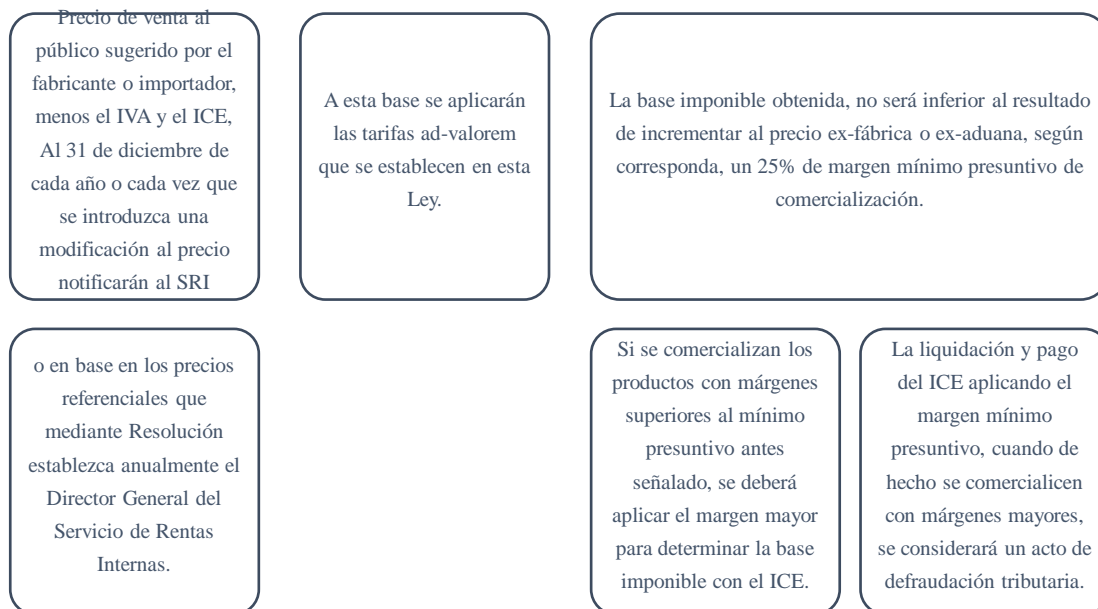 Precio de venta al
público sugerido por el
fabricante o importador,
menos el IVA y el ICE,
Al 31 de diciembre de
cada año o cada vez que
se introduzca una
modificación al precio
notificarán al SRI
A esta base se aplicarán
las tarifas ad-valorem
que se establecen en esta
Ley.
La base imponible obtenida, no será inferior al resultado
de incrementar al precio ex-fábrica o ex-aduana, según
corresponda, un 25% de margen mínimo presuntivo de
comercialización.
o en base en los precios
referenciales que
mediante Resolución
establezca anualmente el
Director General del
Servicio de Rentas
Internas.
Si se comercializan los
productos con márgenes
superiores al mínimo
presuntivo antes
señalado, se deberá
aplicar el margen mayor
para determinar la base
imponible con el ICE.
La liquidación y pago
del ICE aplicando el
margen mínimo
presuntivo, cuando de
hecho se comercialicen
con márgenes mayores,
se considerará un acto de
defraudación tributaria.